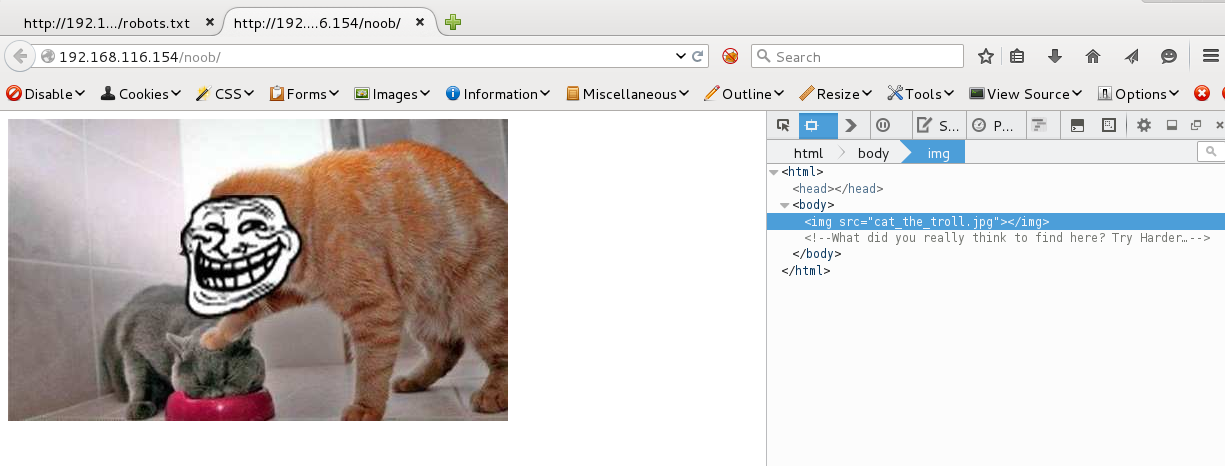 http://192.1.../robots.txt × http://192....6.154/noob/ ×
192.168.116.154/noob/ Search
Disable Cookies CSS Forms Images Information Miscellaneous Outline Resize Tools View Source Options
S... P...
html body img
<html>
<head></head>
<body>
<img src="cat_the_troll.jpg"></img>
<!--What did you really think to find here? Try Harder…-->
</body>
</html>